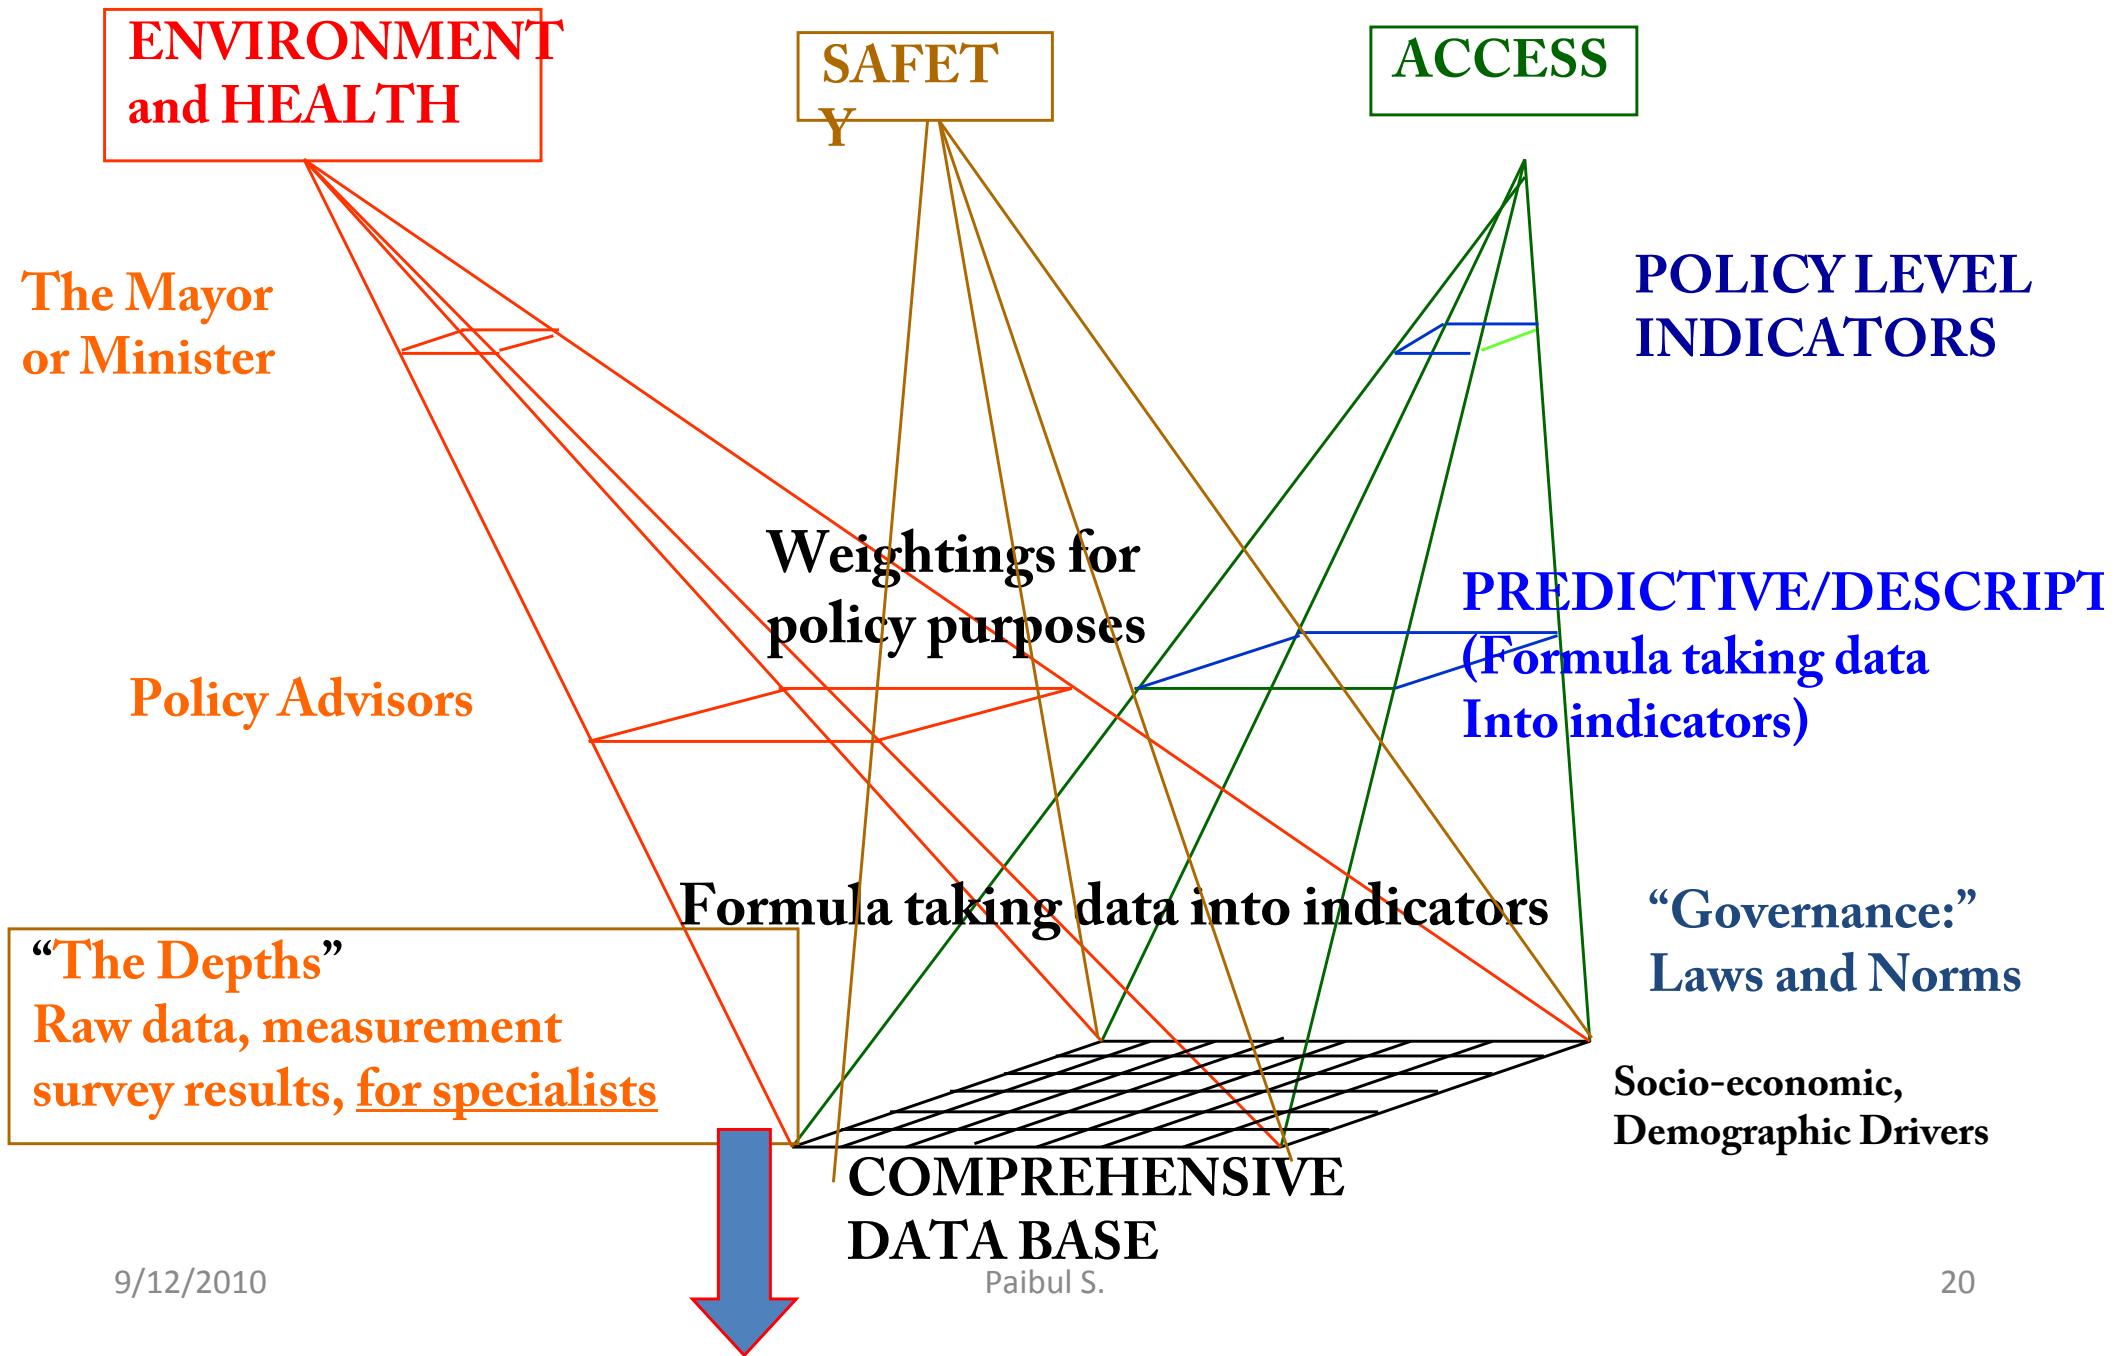 ENVIRONMENT
and HEALTH
SAFET
Y
ACCESS
The Mayor
or Minister
POLICY LEVEL
INDICATORS
Weightings for
policy purposes
PREDICTIVE/DESCRIPT
(Formula taking data
Into indicators)
Policy Advisors
Formula taking data into indicators
“Governance:”
Laws and Norms
“The Depths”
Raw data, measurement
survey results, for specialists
Socio-economic,
Demographic Drivers
COMPREHENSIVE
DATA BASE
9/12/2010
Paibul S.
20